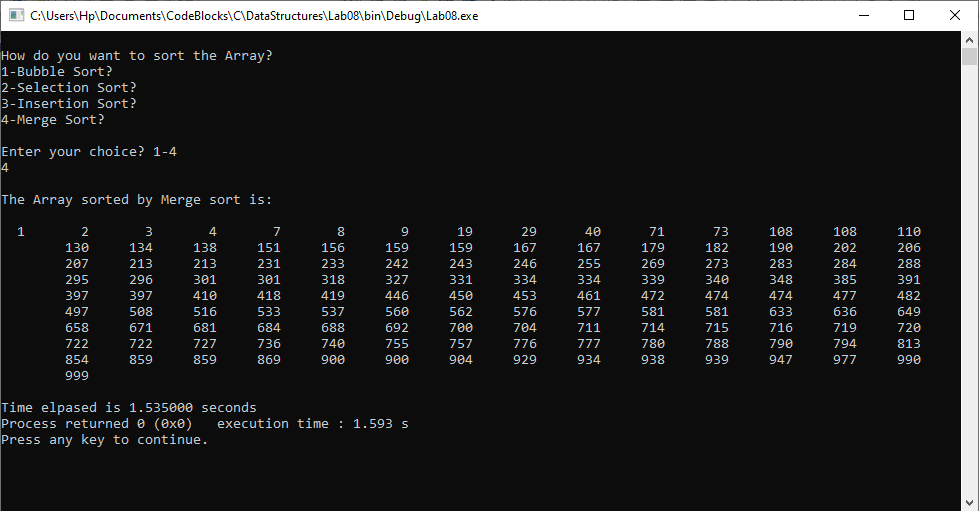 C:\Users\Hp\Documents\CodeBlocks\C\DataStructures\Lab08\bin\Debug\Lab08.exe
How do you want to sort the Array?
1-Bubble Sort?
2-Selection Sort?
3-Insertion Sort?
4-Merge Sort?
Enter your choice? 1-4
4
The Array sorted by Merge sort is:
1 2 3 4 7 8 9 19 29 40 71 73 108 108 110
130 134 138 151 156 159 159 167 167 179 182 190 202 206
207 213 213 231 233 242 243 246 255 269 273 283 284 288
295 296 301 301 318 327 331 334 334 339 340 348 385 391
397 397 410 418 419 446 450 453 461 472 474 474 477 482
497 508 516 533 537 560 562 576 577 581 581 633 636 649
658 671 681 684 688 692 700 704 711 714 715 716 719 720
722 722 727 736 740 755 757 776 777 780 788 790 794 813
854 859 859 869 900 900 904 929 934 938 939 947 977 990
999
Time elpased is 1.535000 seconds
Process returned 0 (0x0)   execution time : 1.593 s
Press any key to continue.